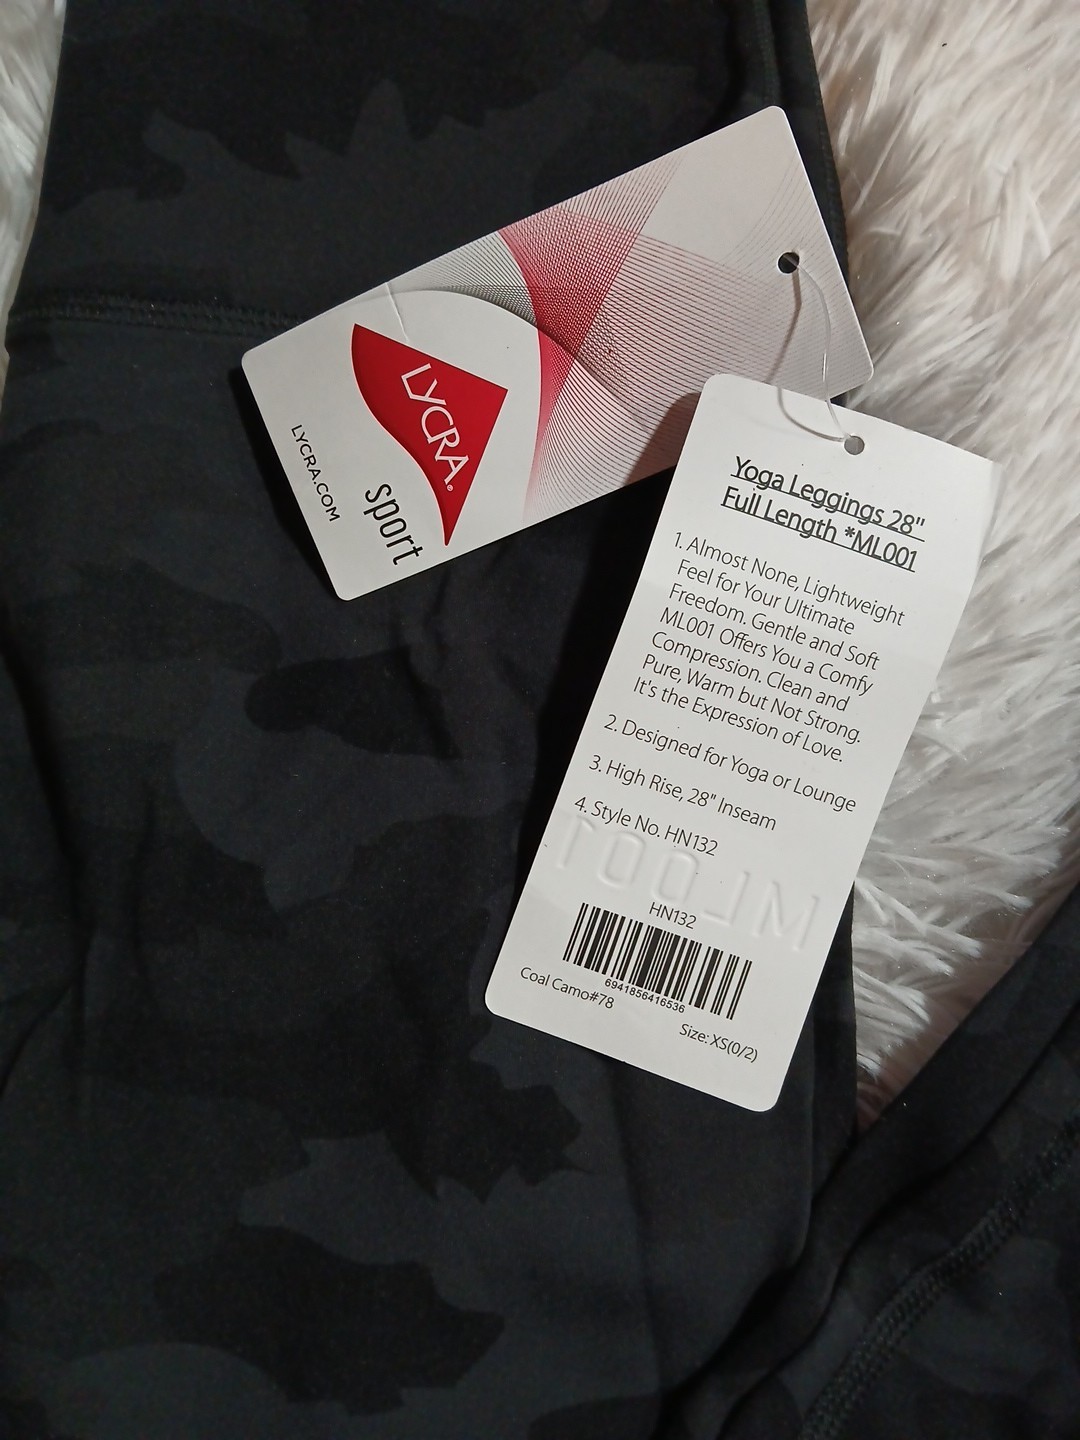 LYCRA®
sport
LYCRA.COM
Yoga Leggings 28"
Full Length *ML001
1. Almost None, Lightweight
Feel for Your Ultimate
Freedom. Gentle and Soft
ML001 Offers You a Comfy
Compression. Clean and
Pure, Warm but Not Strong.
It's the Expression of Love.
2. Designed for Yoga or Lounge
3. High Rise, 28" Inseam
4. Style No. HN132
ML001
HN132
6941856416536
Coal Camo#78
Size: XS(0/2)